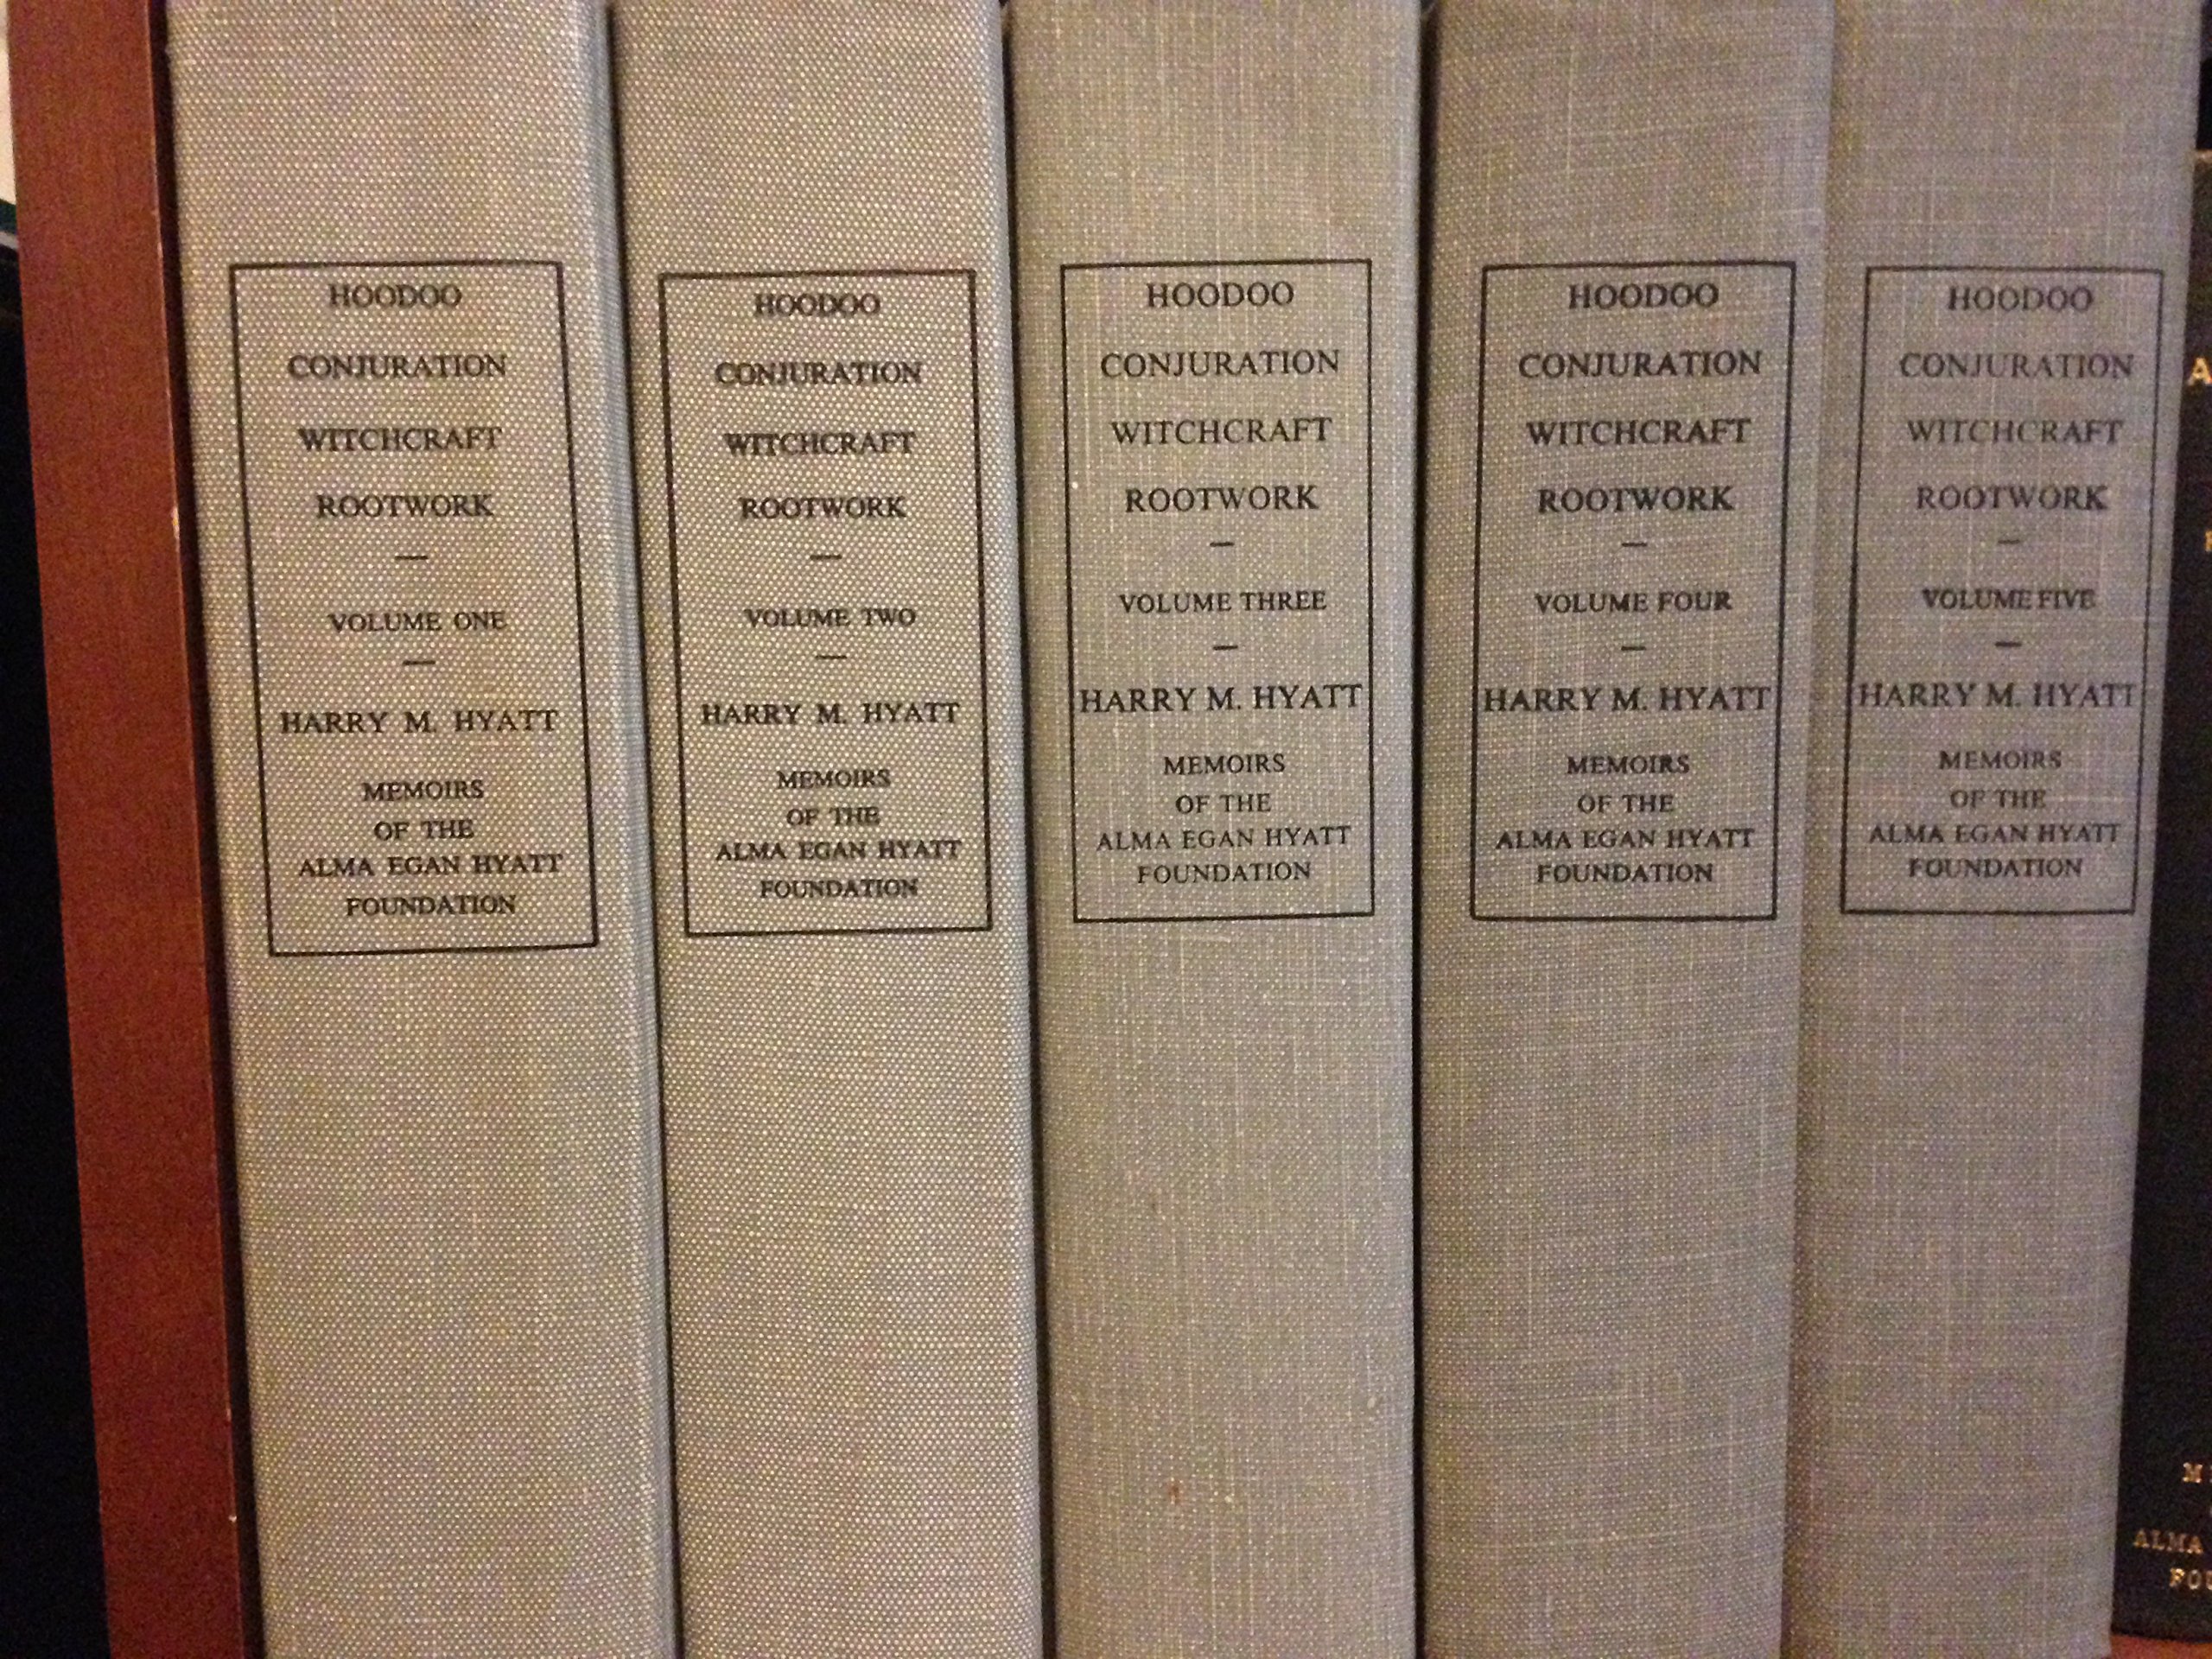 HOODOO
CONJURATION
WITCHCRAFT
ROOTWORK
—
VOLUME ONE
—
HARRY M. HYATT
MEMOIRS
OF THE
ALMA EGAN HYATT
FOUNDATION
HOODOO
CONJURATION
WITCHCRAFT
ROOTWORK
—
VOLUME TWO
—
HARRY M. HYATT
MEMOIRS
OF THE
ALMA EGAN HYATT
FOUNDATION
HOODOO
CONJURATION
WITCHCRAFT
ROOTWORK
—
VOLUME THREE
—
HARRY M. HYATT
MEMOIRS
OF THE
ALMA EGAN HYATT
FOUNDATION
HOODOO
CONJURATION
WITCHCRAFT
ROOTWORK
—
VOLUME FOUR
—
HARRY M. HYATT
MEMOIRS
OF THE
ALMA EGAN HYATT
FOUNDATION
HOODOO
CONJURATION
WITCHCRAFT
ROOTWORK
—
VOLUME FIVE
—
HARRY M. HYATT
MEMOIRS
OF THE
ALMA EGAN HYATT
FOUNDATION
ALMA